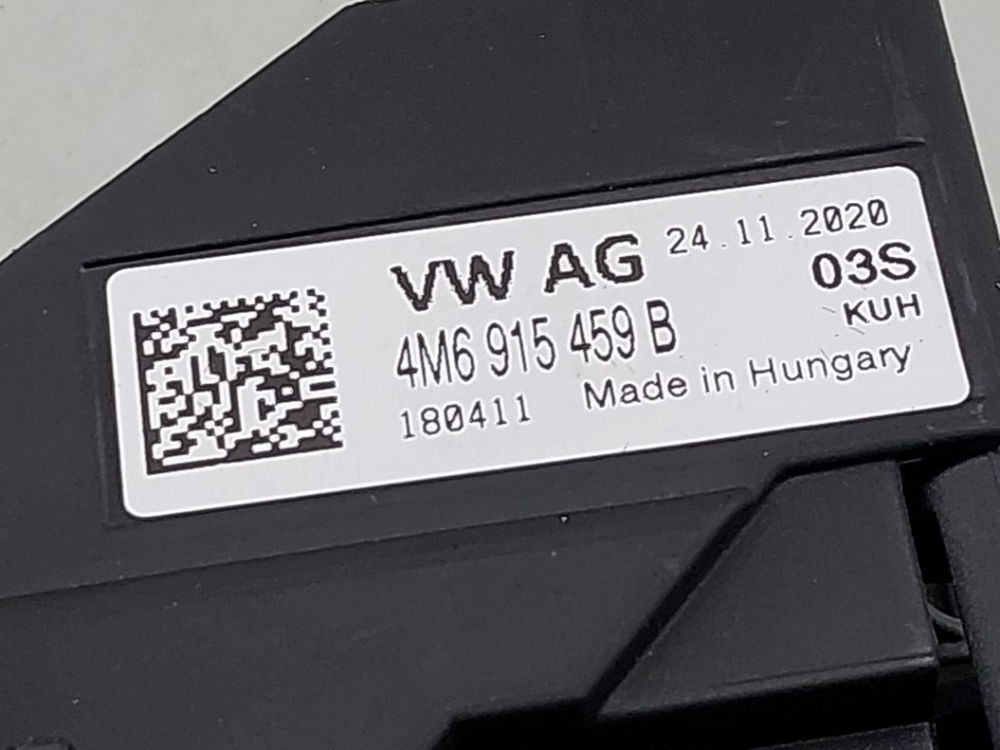 VW AG 24.11.2020
03S
4M6 915 459 B KUH
180411 Made in Hungary